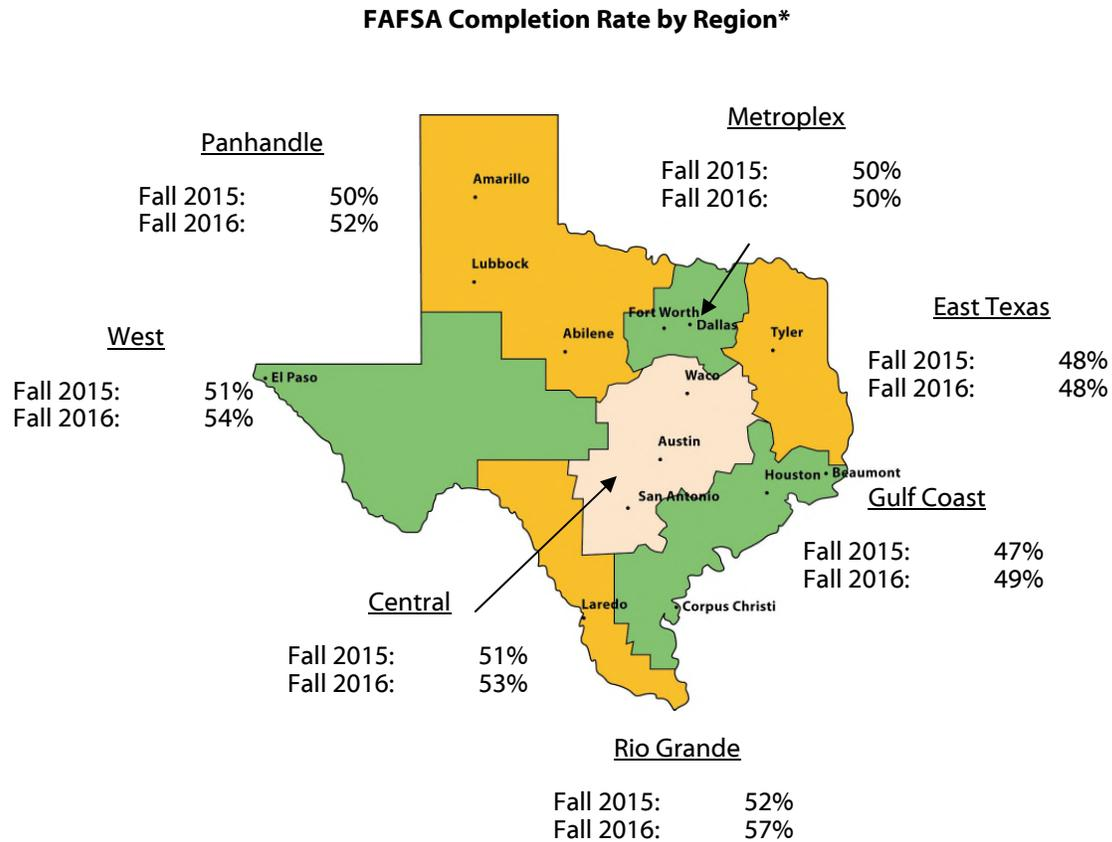 FAFSA Completion Rate by Region*
Metroplex
Fall 2015: 50%
Fall 2016: 50%
Panhandle
Fall 2015: 50%
Fall 2016: 52%
Amarillo
Lubbock
Abilene
Fort Worth
Dallas
Tyler
East Texas
Fall 2015: 48%
Fall 2016: 48%
West
Fall 2015: 51%
Fall 2016: 54%
El Paso
Waco
Austin
San Antonio
Houston
Beaumont
Gulf Coast
Fall 2015: 47%
Fall 2016: 49%
Central
Fall 2015: 51%
Fall 2016: 53%
Laredo
Corpus Christi
Rio Grande
Fall 2015: 52%
Fall 2016: 57%